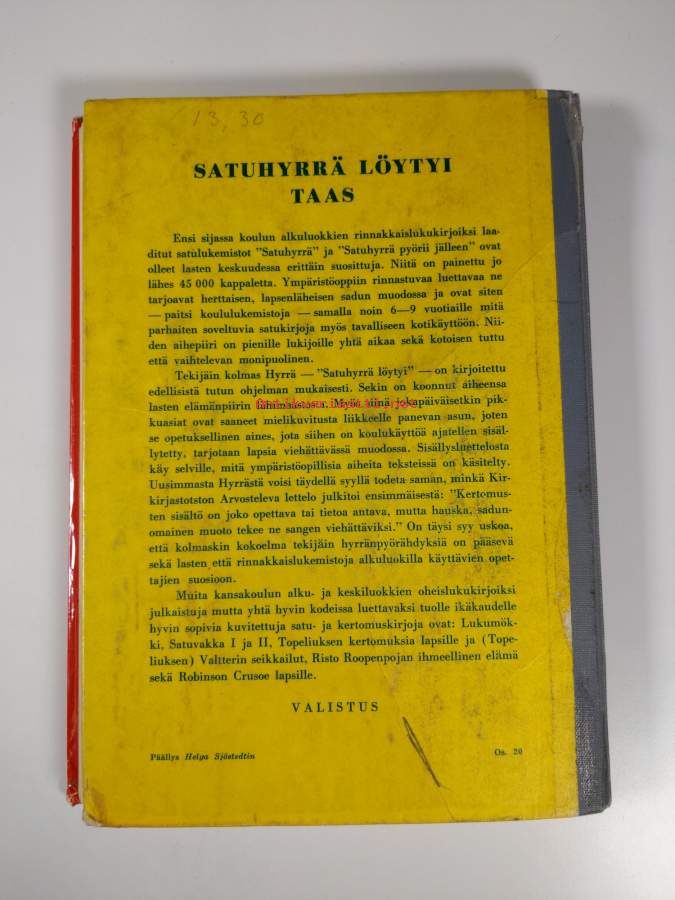 13,30
SATUHYRRÄ LÖYTYI
TAAS
Ensi sijassa koulun alkuluokkien rinnakkaislukukirjoiksi laa-
ditut satulukemistot "Satuhyrrä" ja "Satuhyrrä pyörii jälleen" ovat
olleet lasten keskuudessa erittäin suosittuja. Niitä on painettu jo
lähes 45 000 kappaletta. Ympäristöoppiin rinnastuvaa luettavaa ne
tarjoavat herttaisen, lapsenläheisen sadun muodossa ja ovat siten
— paitsi koululukemistoja — samalla noin 6—9 vuotiaille mitä
parhaiten soveltuvia satukirjoja myös tavalliseen kotikäyttöön. Nii-
den aihepiiri on pienille lukijoille yhtä aikaa sekä kotoisen tuttu
että vaihtelevan monipuolinen.
Tekijäin kolmas Hyrrä — "Satuhyrrä löytyi" — on kirjoitettu
edellisistä tutun ohjelman mukaisesti. Sekin on koonnut aiheensa
lasten elämänpiirin Myös siinä jokapäiväisetkin pik-
kuasiat ovat saaneet mielikuvitusta liikkeelle panevan asun, joten
se opetuksellinen aines, jota siihen on koulukäyttöä ajatellen sisäl-
lytetty, tarjotaan lapsia viehättävässä muodossa. Sisällysluettelosta
käy selville, mitä ympäristöopillisia aiheita teksteissä on käsitelty.
Uusimmasta Hyrrästä voisi täydellä syyllä todeta saman, minkä Kir-
kirjastotston Arvosteleva lettelo julkitoi ensimmäisestä: "Kertomus-
ten sisältö on joko opettava tai tietoa antava, mutta hauska, sadun-
omainen muoto tekee ne sangen viehättäviksi." On täysi syy uskoa,
että kolmaskin kokoelma tekijäin hyrränpyörähdyksiä on pääsevä
sekä lasten että rinnakkaislukemistoja alkuluokilla käyttävien opet-
tajien suosioon.
Muita kansakoulun alku- ja keskiluokkien oheislukukirjoiksi
julkaistuja mutta yhtä hyvin kodeissa luettavaksi tuolle ikäkaudelle
hyvin sopivia kuvitettuja satu- ja kertomuskirjoja ovat: Lukumök-
ki, Satuvakka I ja II, Topeliuksen kertomuksia lapsille ja (Tope-
liuksen) Valtterin seikkailut, Risto Roopenpojan ihmeellinen elämä
sekä Robinson Crusoe lapsille.
VALISTUS
Päällys Helga Sjöstedtin
Os. 20